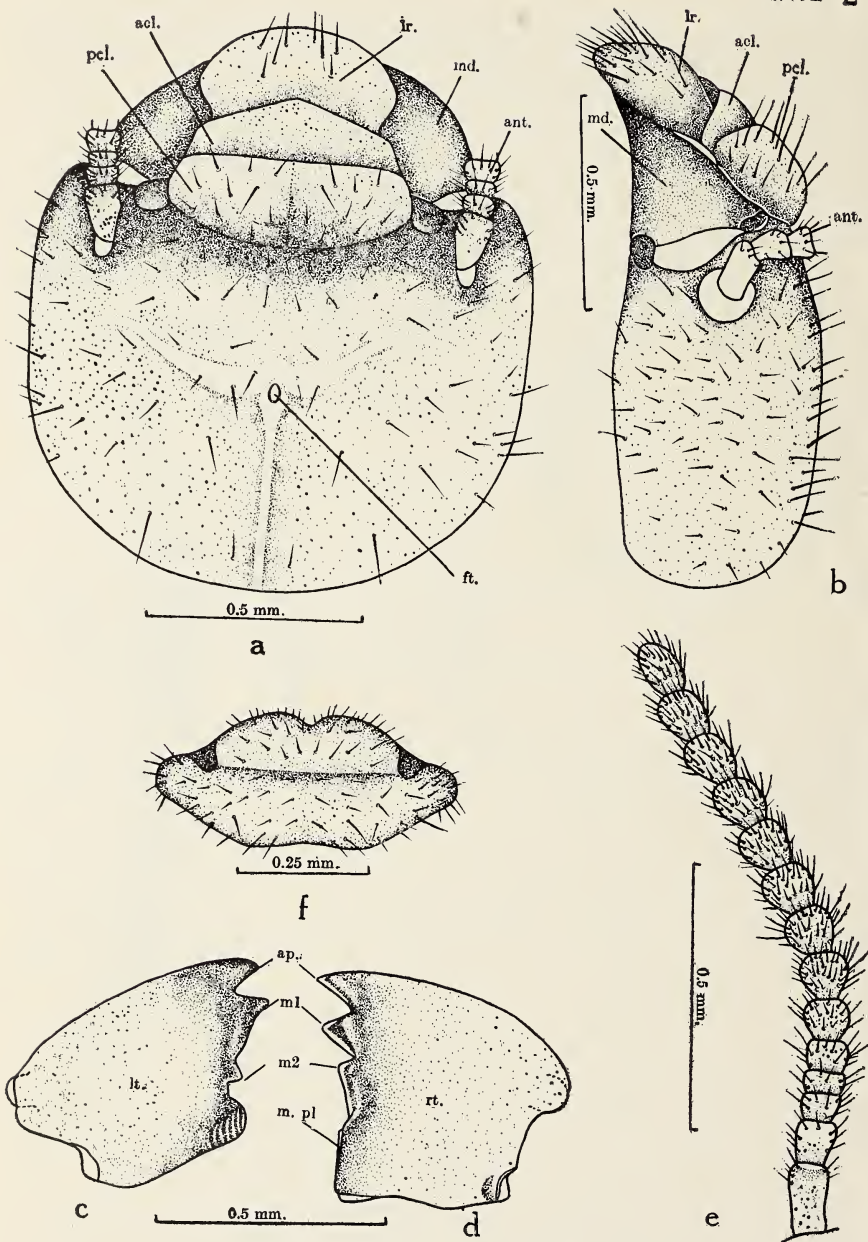 acl.
pcl.
lr.
md.
ant.
ft.
0.5 mm.
a
lr.
acl.
pcl.
md.
0.5 mm.
ant.
b
0.25 mm.
f
ap.
m1
m2
m. pl
lt.
rt.
c
0.5 mm.
d
0.5 mm.
e